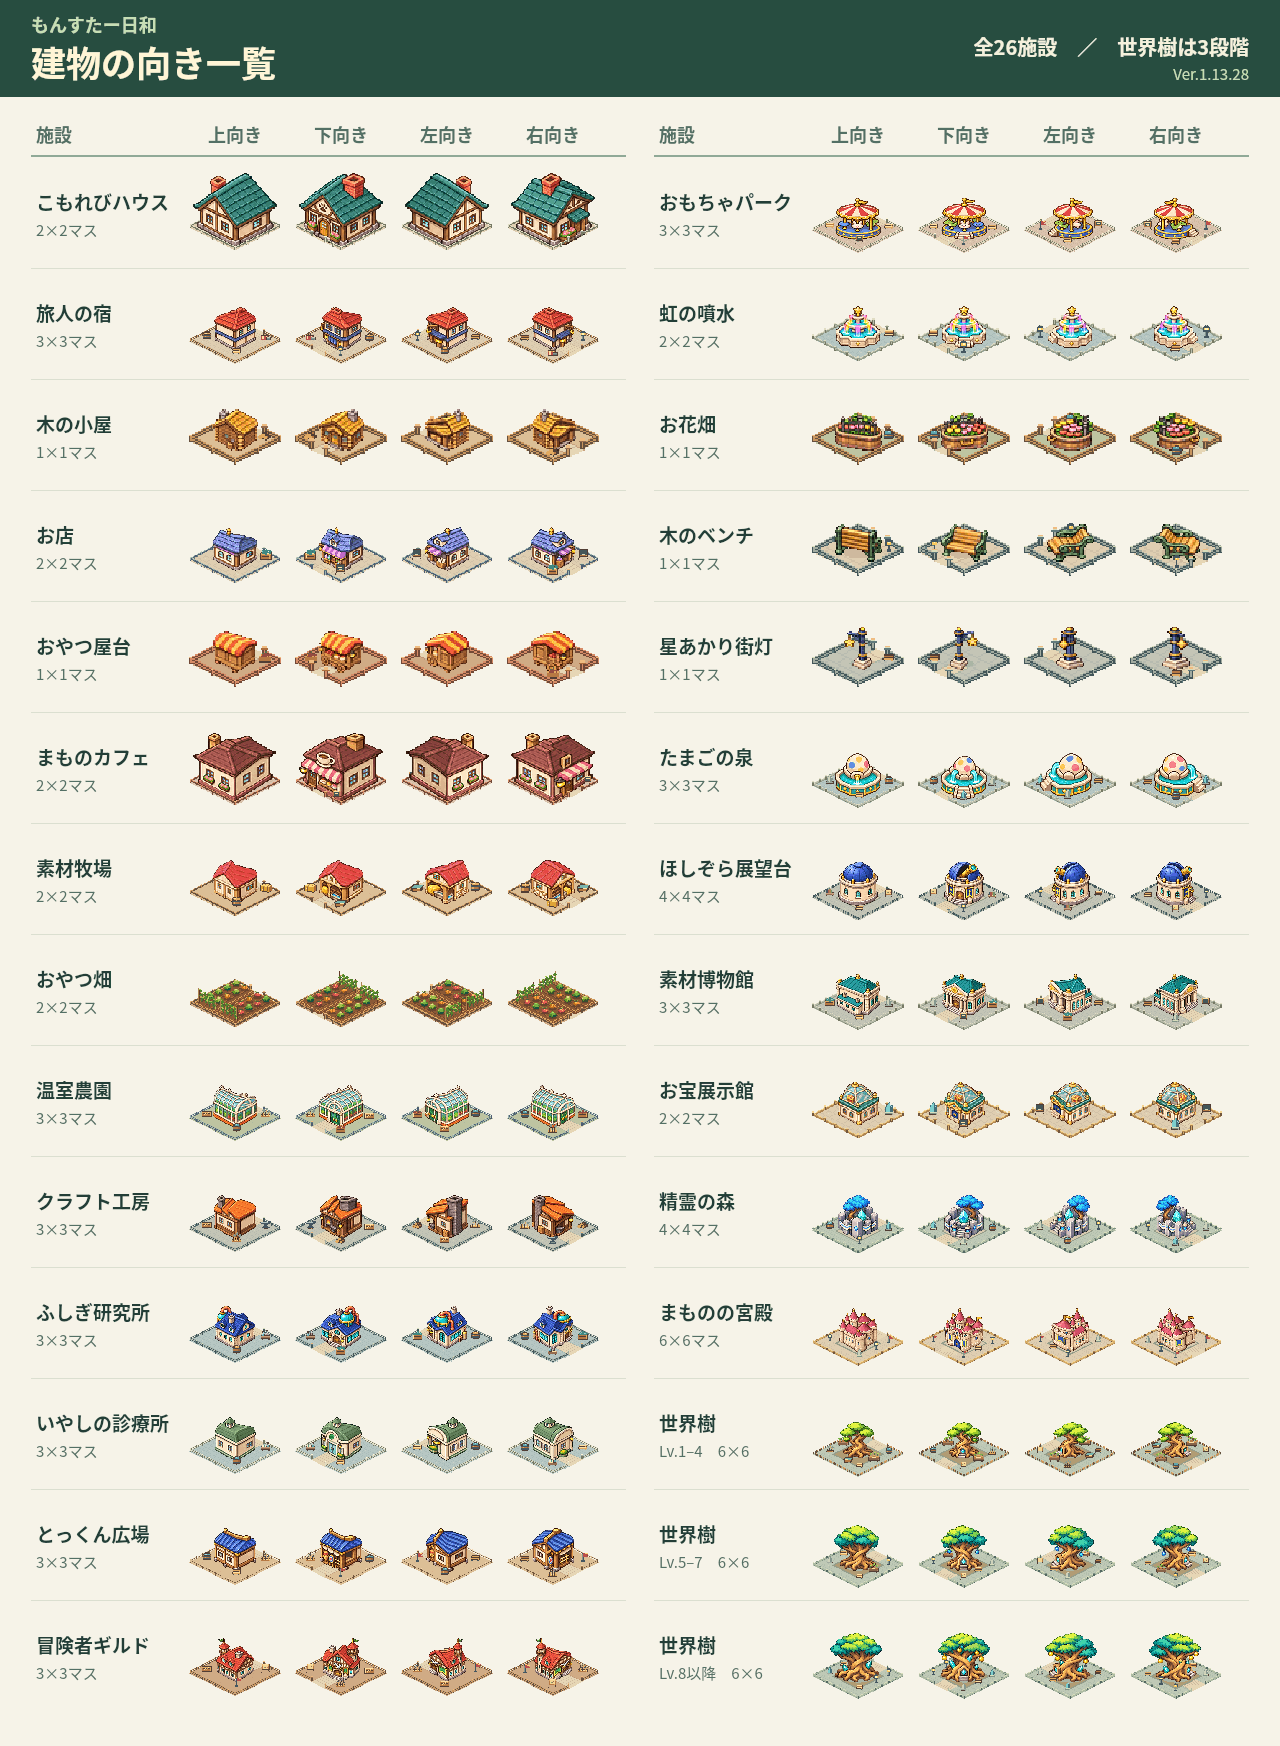 もんすたー日和
建物の向き一覧
全26施設　／　世界樹は3段階
Ver.1.13.28
施設　上向き　下向き　左向き　右向き
こもれびハウス
2×2マス
旅人の宿
3×3マス
木の小屋
1×1マス
お店
2×2マス
おやつ屋台
1×1マス
まものカフェ
2×2マス
素材牧場
2×2マス
おやつ畑
2×2マス
温室農園
3×3マス
クラフト工房
3×3マス
ふしぎ研究所
3×3マス
いやしの診療所
3×3マス
とっくん広場
3×3マス
冒険者ギルド
3×3マス
施設　上向き　下向き　左向き　右向き
おもちゃパーク
3×3マス
虹の噴水
2×2マス
お花畑
1×1マス
木のベンチ
1×1マス
星あかり街灯
1×1マス
たまごの泉
3×3マス
ほしぞら展望台
4×4マス
素材博物館
3×3マス
お宝展示館
2×2マス
精霊の森
4×4マス
まものの宮殿
6×6マス
世界樹
Lv.1–4　6×6
世界樹
Lv.5–7　6×6
世界樹
Lv.8以降　6×6